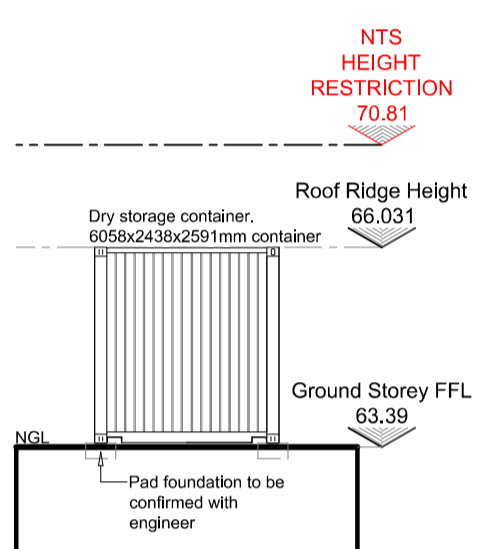 NTS
HEIGHT
RESTRICTION
70.81
Roof Ridge Height
66.031
Dry storage container.
6058x2438x2591mm container
Ground Storey FFL
63.39
NGL
Pad foundation to be
confirmed with
engineer